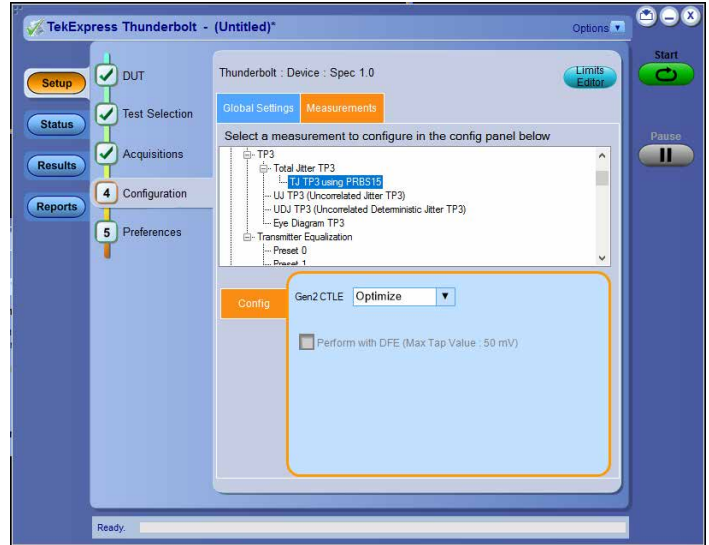 TekExpress Thunderbolt - (Untitled)*
Options
Start
Pause
Setup
Status
Results
Reports
DUT
Test Selection
Acquisitions
4 Configuration
5 Preferences
Thunderbolt : Device : Spec 1.0
Limits Editor
Global Settings
Measurements
Select a measurement to configure in the config panel below
TP3
Total Jitter TP3
TJ TP3 using PRBS15
UJ TP3 (Uncorrelated Jitter TP3)
UDJ TP3 (Uncorrelated Deterministic Jitter TP3)
Eye Diagram TP3
Transmitter Equalization
Preset 0
Preset 1
Config
Gen2 CTLE Optimize
Perform with DFE (Max Tap Value : 50 mV)
Ready.